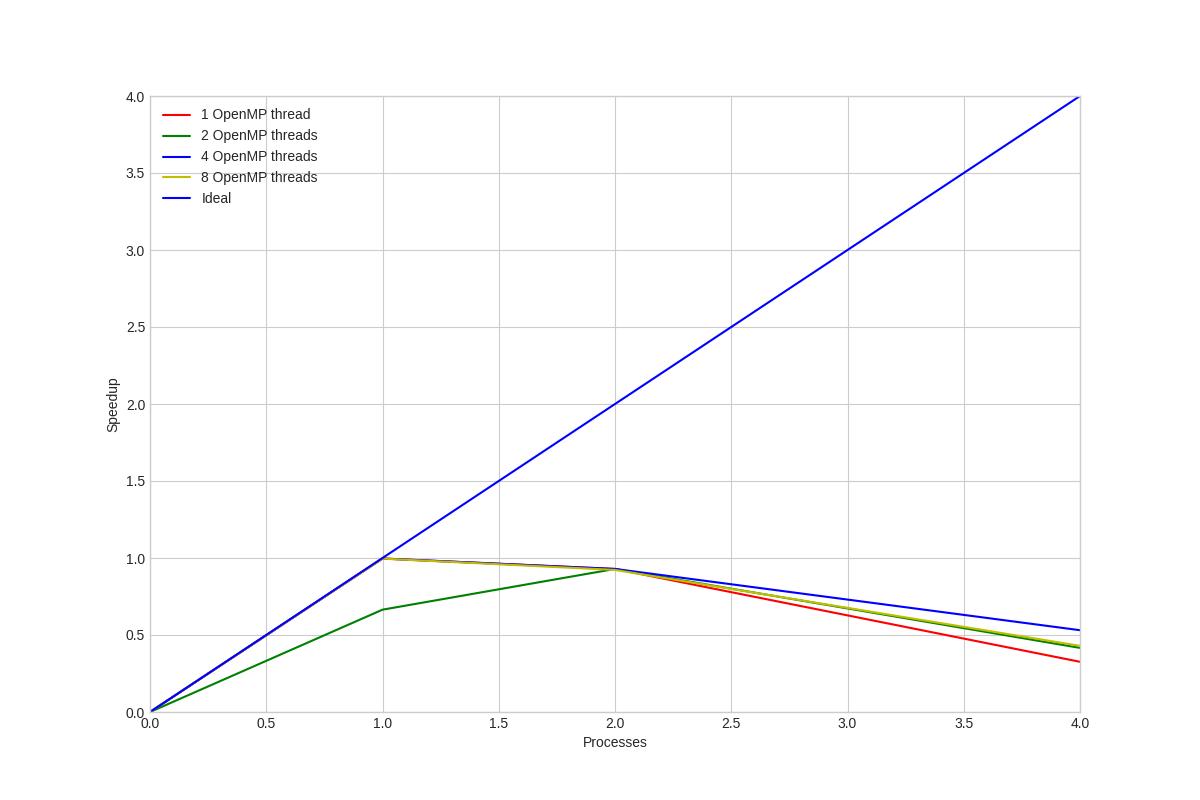 4.0
3.5
3.0
2.5
2.0
1.5
1.0
0.5
0.0
Speedup
1 OpenMP thread
2 OpenMP threads
4 OpenMP threads
8 OpenMP threads
Ideal
0.0 0.5 1.0 1.5 2.0 2.5 3.0 3.5 4.0
Processes